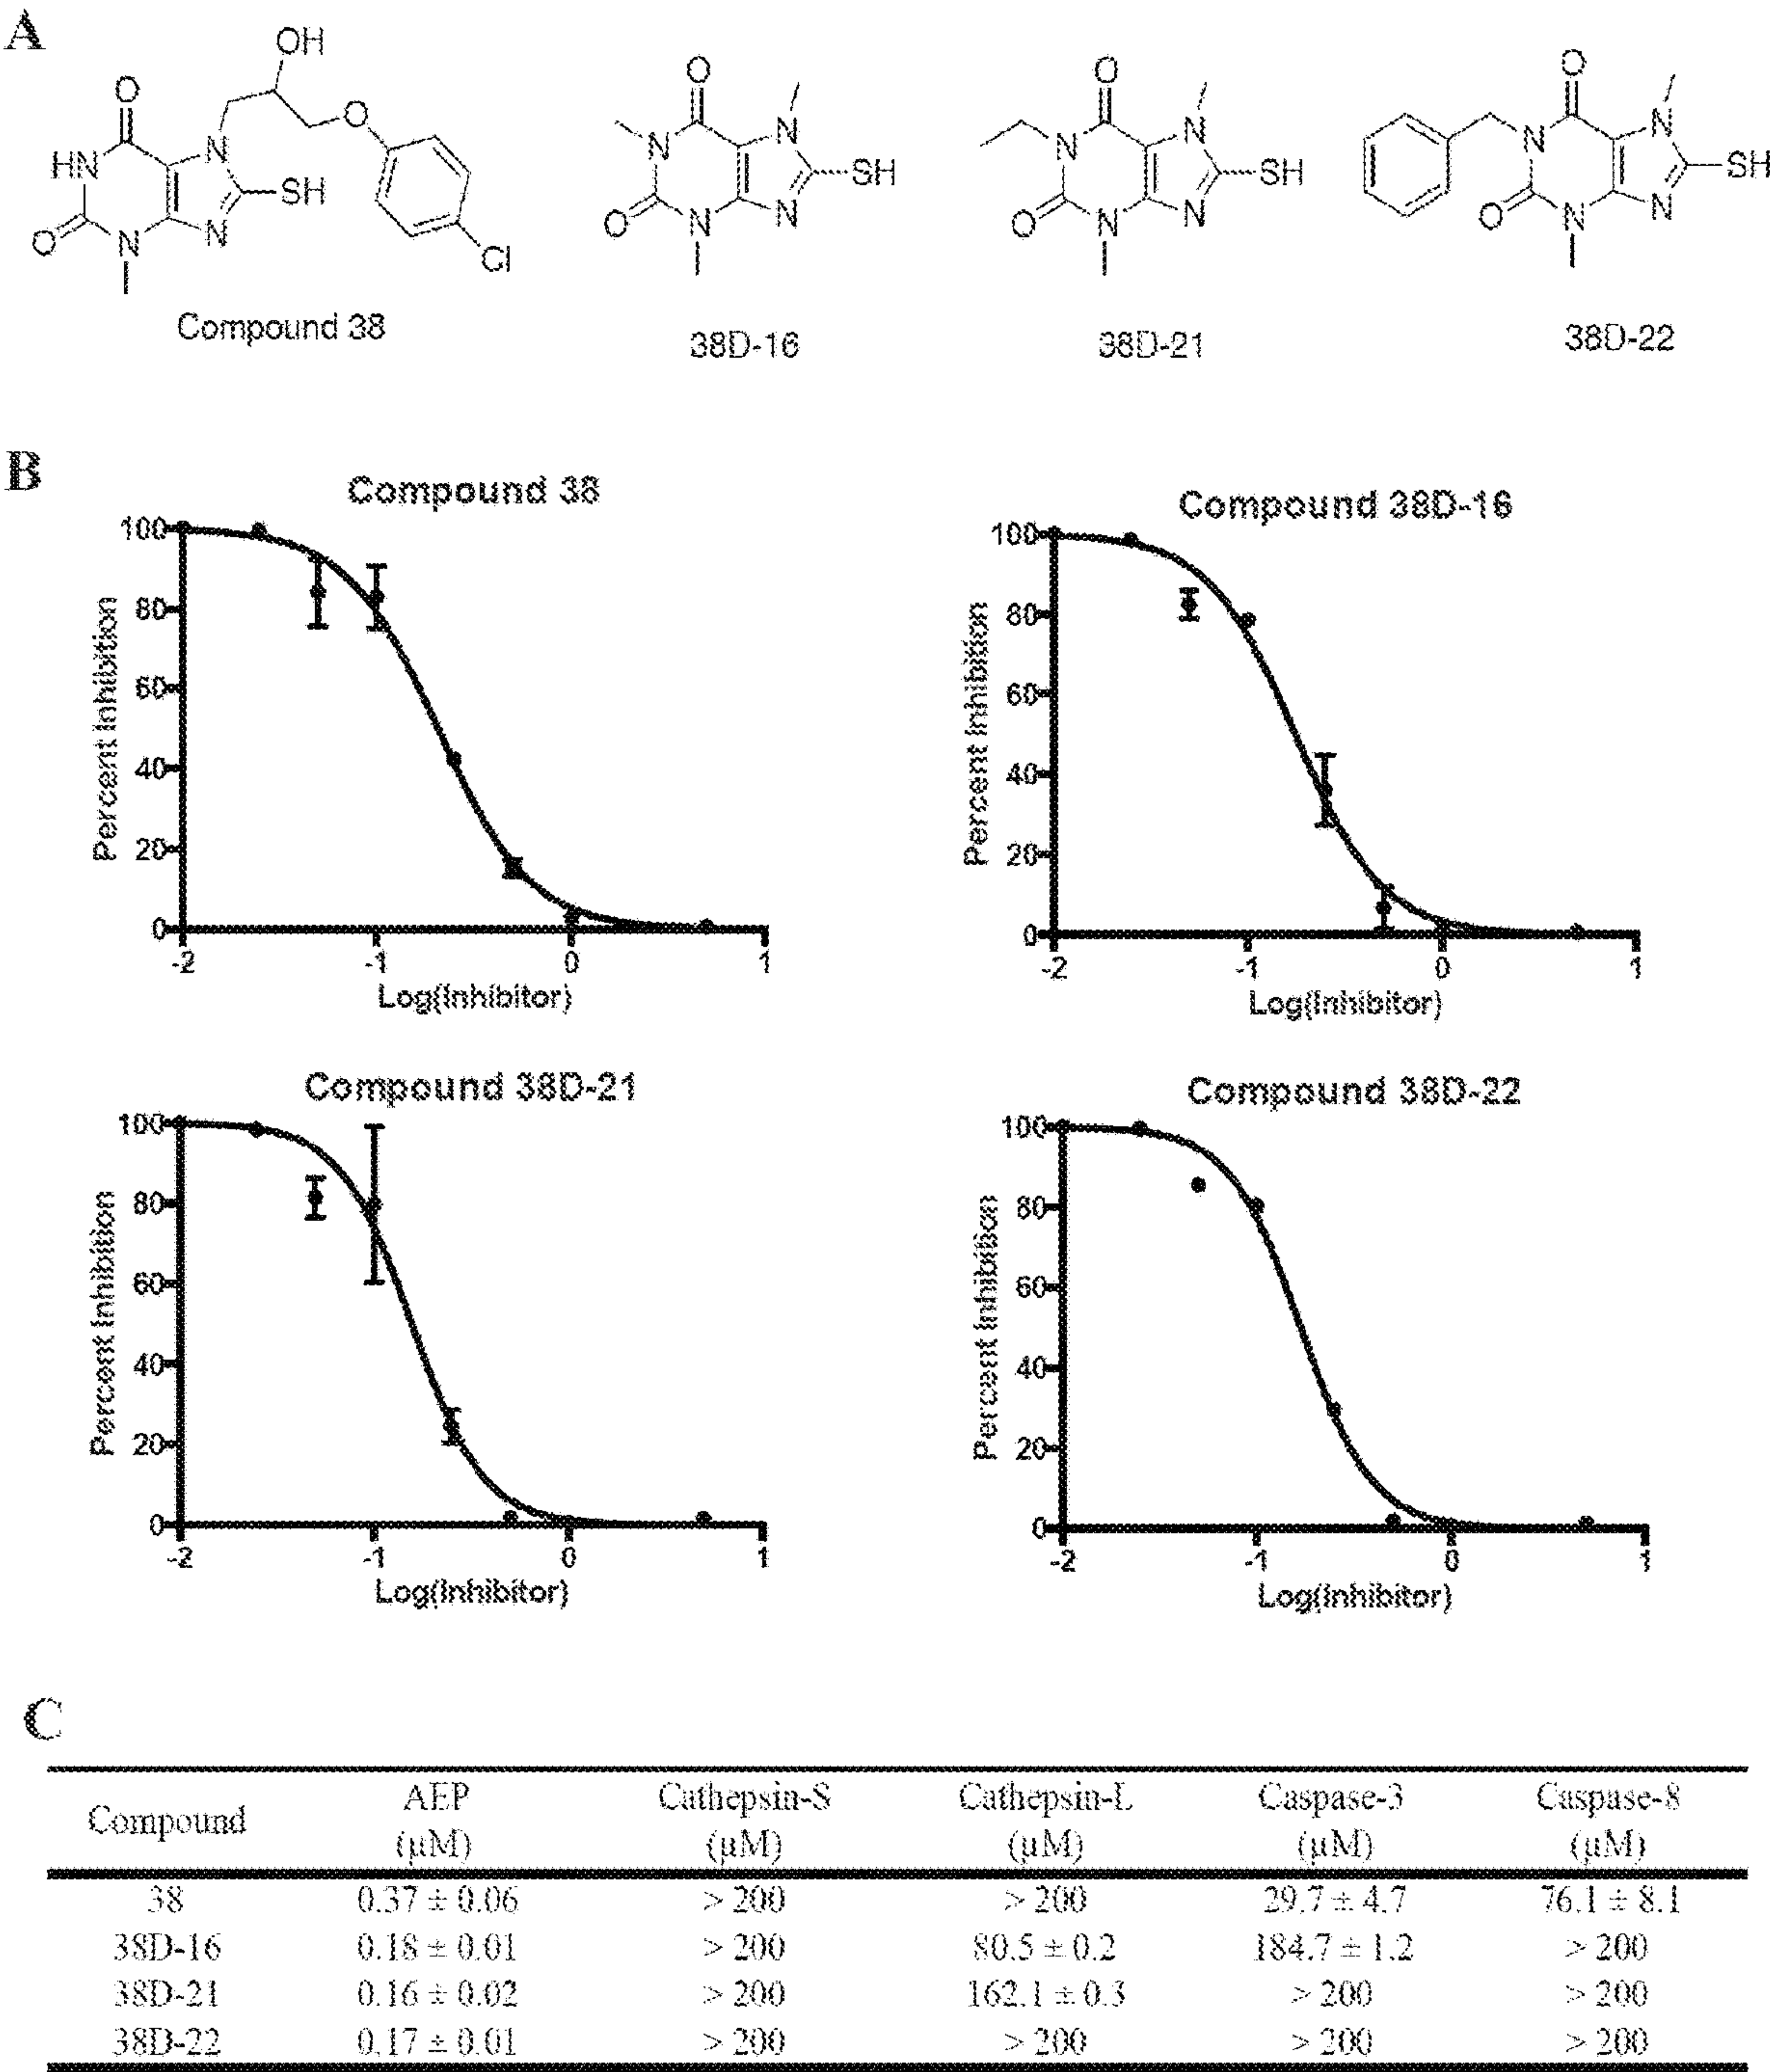 A
OH
O
O
O
O
O
N
N
N
N
HN
N
N
N
SH
SH
SH
SH
O
O
O
O
N
N
N
N
N
N
N
N
Cl
Compound 38
38D-16
38D-21
38D-22
B
Compound 38
Compound 38D-16
100
80
60
40
20
0
Percent Inhibition
-2
-1
0
1
Log(Inhibitor)
100
80
60
40
20
0
Percent Inhibition
-2
-1
0
1
Log(Inhibitor)
Compound 38D-21
Compound 38D-22
100
80
60
40
20
0
Percent Inhibition
-2
-1
0
1
Log(Inhibitor)
100
80
60
40
20
0
Percent Inhibition
-2
-1
0
1
Log(Inhibitor)
C
Compound AEP (µM) Cathepsin-S (µM) Cathepsin-L (µM) Caspase-3 (µM) Caspase-8 (µM)
38 0.37 ± 0.06 > 200 > 200 29.7 ± 4.7 76.1 ± 8.1
38D-16 0.18 ± 0.01 > 200 80.5 ± 0.2 184.7 ± 1.2 > 200
38D-21 0.16 ± 0.02 > 200 162.1 ± 0.3 > 200 > 200
38D-22 0.17 ± 0.01 > 200 > 200 > 200 > 200